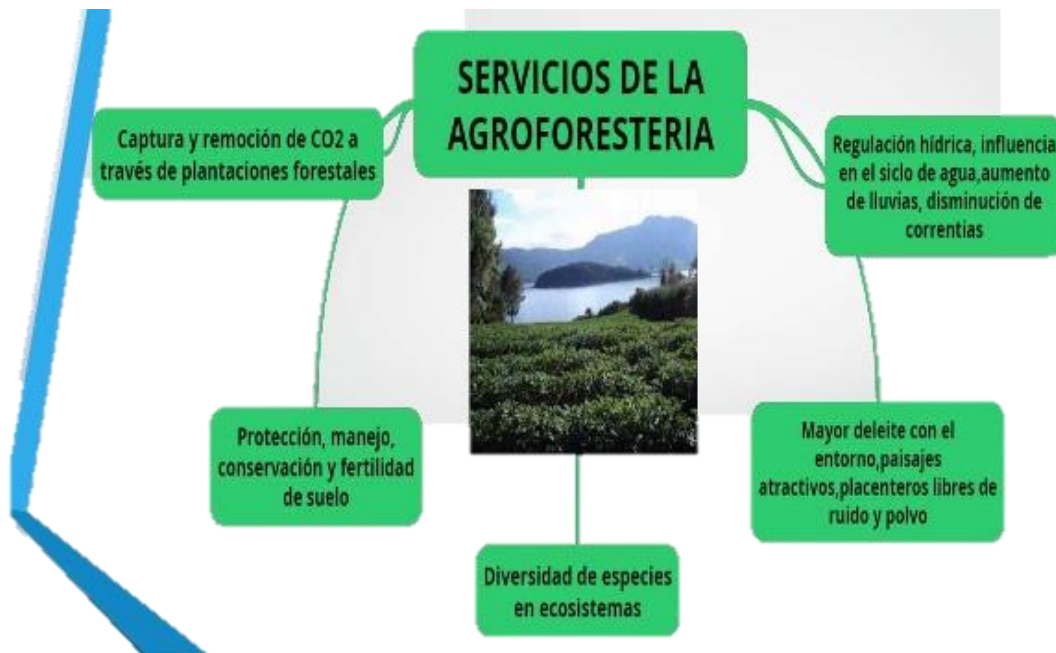 SERVICIOS DE LA
AGROFORESTERIA
Captura y remoción de CO2 a
través de plantaciones forestales
Regulación hídrica, influencia
en el siclo de agua,aumento
de lluvias, disminución de
correntias
Protección, manejo,
conservación y fertilidad
de suelo
Mayor deleite con el
entorno,paisajes
atractivos,placenteros libres de
ruido y polvo
Diversidad de especies
en ecosistemas